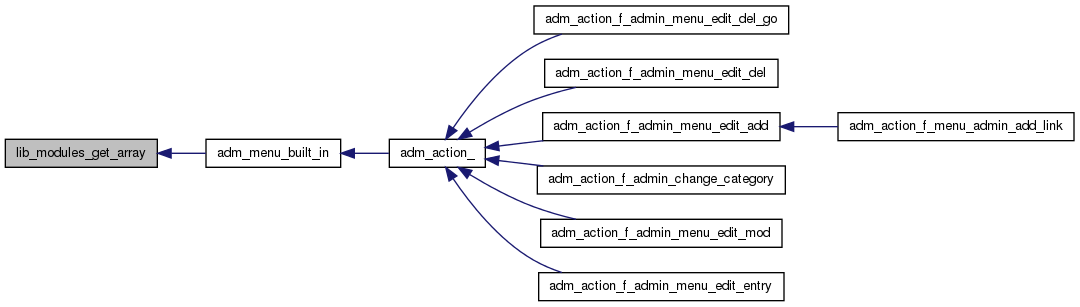 adm_action_f_admin_menu_edit_del_go
adm_action_f_admin_menu_edit_del
adm_action_f_admin_menu_edit_add
adm_action_f_menu_admin_add_link
lib_modules_get_array
adm_menu_built_in
adm_action_
adm_action_f_admin_change_category
adm_action_f_admin_menu_edit_mod
adm_action_f_admin_menu_edit_entry